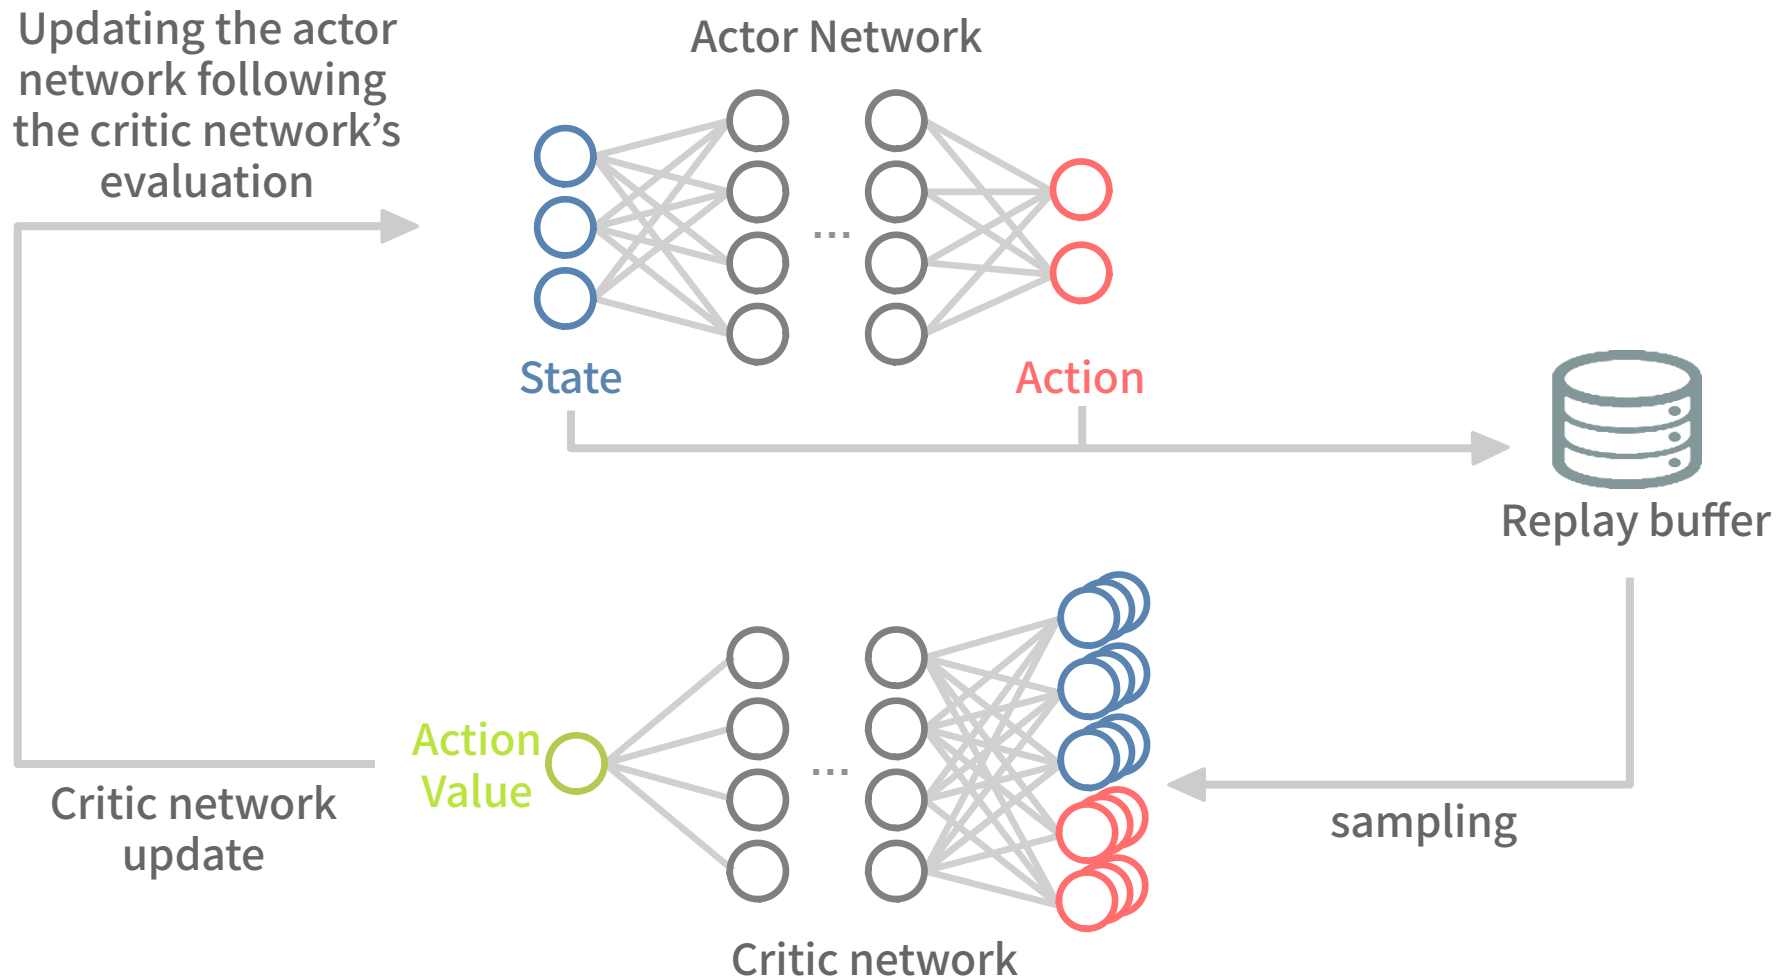 Updating the actor
network following
the critic network’s
evaluation
Actor Network
...
State
Action
Replay buffer
Action
Value
...
sampling
Critic network
update
Critic network